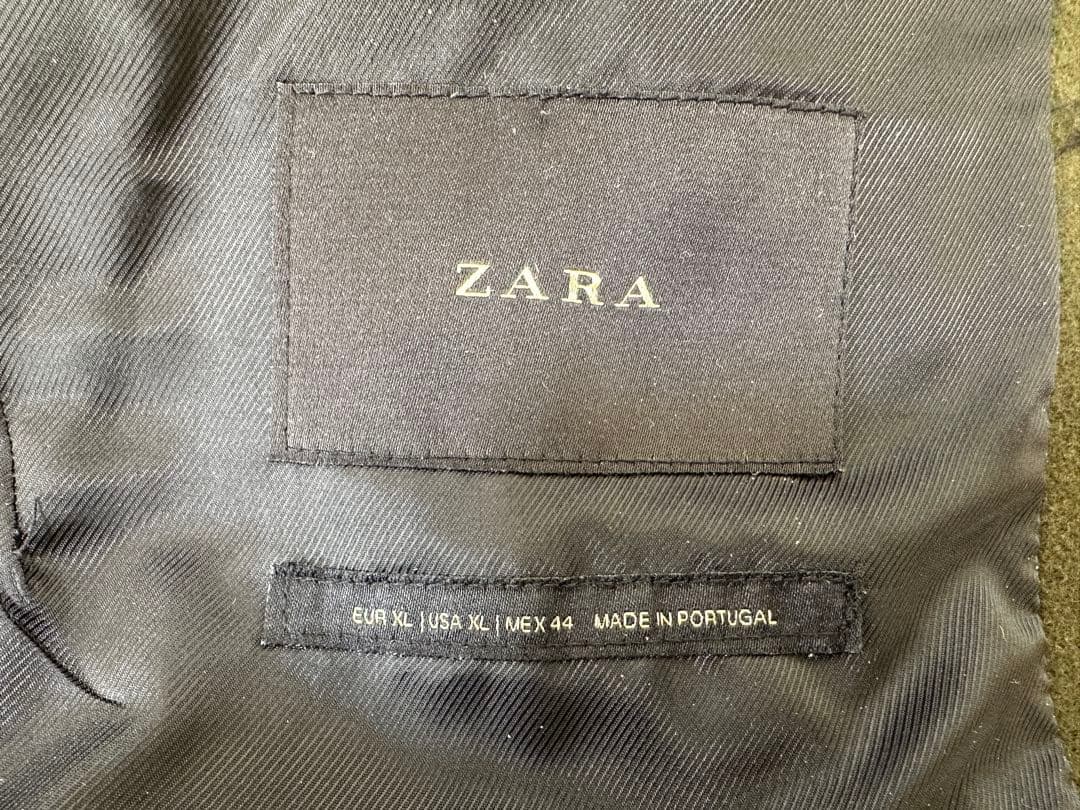 ZARA
EUR XL | USA XL | MEX 44 MADE IN PORTUGAL